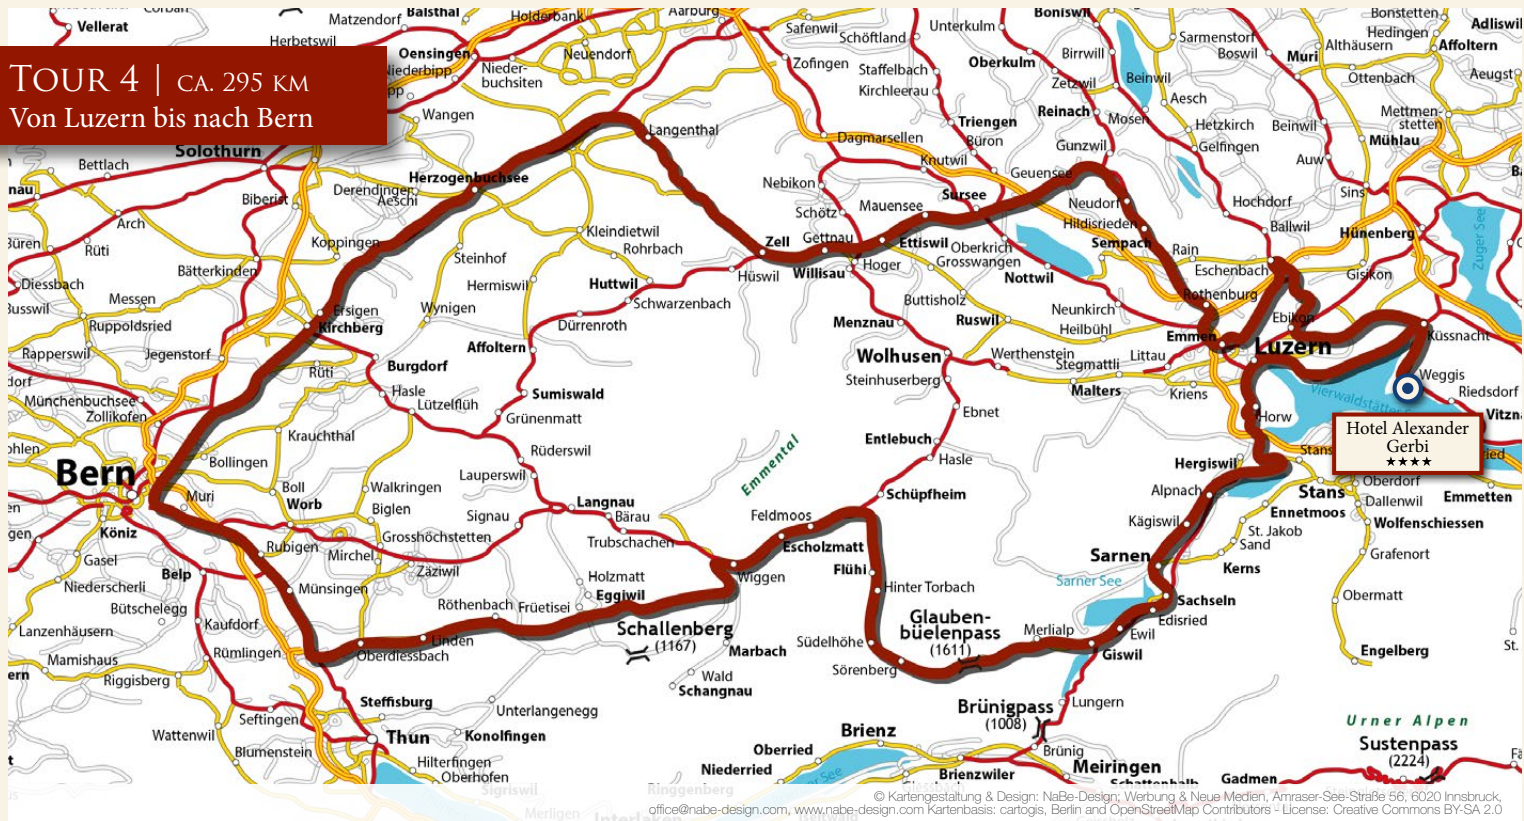 TOUR 4 | CA. 295 KM
Von Luzern bis nach Bern
Vellerat
Matzendorf
Balsthal
Holderbank
Aarburg
Safenwil
Schöftland
Unterkulm
Boniswil
Bonstetten
Adliswil
Herbetswil
Oensingen
Neuendorf
Zofingen
Staffelbach
Kirchleerau
Oberkulm
Birrwil
Sarmenstorf
Boswil
Muri
Althäusern
Hedingen
Affoltern
Niederbipp
Nieder-
buchsiten
Zetzwil
Beinwil
Ottenbach
Aeugst
Wangen
Langenthal
Dagmarsellen
Triengen
Büron
Reinach
Mosen
Aesch
Hetzkirch
Beinwil
Mettmen-
stetten
Solothurn
Bettlach
Knutwil
Gunzwil
Gelfingen
Auw
Mühlau
Herzogenbuchsee
Derendingen
Aeschi
Biberist
Nebikon
Geuensee
Sursee
Neudorf
Hochdorf
Sins
Arch
Schötz
Mauensee
Hildisrieden
Ballwil
Hünenberg
Zuger See
Büren
Rüti
Koppingen
Kleindietwil
Rohrbach
Zell
Gettnau
Ettiswil
Oberkrich
Grosswangen
Sempach
Rain
Eschenbach
Gisikon
Diessbach
Bätterkinden
Steinhof
Hermiswil
Huttwil
Hüswil
Willisau
Hoger
Nottwil
Rothenburg
Messen
Ruppoldsried
Ersigen
Kirchberg
Wynigen
Schwarzenbach
Dürrenroth
Buttisholz
Menznau
Ruswil
Neunkirch
Heilbühl
Emmen
Ebikon
Küssnacht
Rapperswil
Jegenstorf
Burgdorf
Affoltern
Wolhusen
Werthenstein
Stegmattli
Littau
Luzern
Rüti
Steinhuserberg
Malters
Kriens
Weggis
Riedsdorf
Münchenbuchsee
Zollikofen
Hasle
Lützelflüh
Sumiswald
Grünenmatt
Ebnet
Horw
Hotel Alexander
Gerbi
★★★★
Krauchthal
Rüderswil
Emmental
Entlebuch
Hasle
Hergiswil
Bern
Bollingen
Lauperswil
Alpnach
Stans
Oberdorf
Muri
Boll
Worb
Walkringen
Biglen
Langnau
Bärau
Schüpfheim
Ennetmoos
Dallenwil
Emmetten
Köniz
Signau
Feldmoos
Kägiswil
St. Jakob
Sand
Wolfenschiessen
Gasel
Rubigen
Mirchel
Grosshöchstetten
Zäziwil
Trubschachen
Escholzmatt
Sarnen
Kerns
Grafenort
Belp
Niederscherli
Münsingen
Holzmatt
Eggiwil
Wiggen
Flühi
Hinter Torbach
Sarner See
Bütschelegg
Kaufdorf
Röthenbach
Früetisei
Sachseln
Obermatt
Lanzenhäusern
Linden
Schallenberg
(1167)
Glauben-
büelenpass
(1611)
Merlialp
Edisried
Ewil
Mamishaus
Rümlingen
Oberdiessbach
Marbach
Südelhöhe
Giswil
Engelberg
Riggisberg
Wald
Schangnau
Sörenberg
Steffisburg
Unterlangenegg
Brünigpass
(1008)
Lungern
Urner Alpen
Wattenwil
Seftingen
Thun
Konolfingen
Brienz
Brünig
Sustenpass
(2224)
Blumenstein
Hilterfingen
Oberhofen
Oberried
Niederried
Brienzwiler
Meiringen
Gadmen
Sigriswil
Ringgenberg
Merligen
Interlaken
© Kartengestaltung & Design: NaBe-Design; Werbung & Neue Medien, Amraser-See-Straße 56, 6020 Innsbruck,
office@nabe-design.com, www.nabe-design.com Kartenbasis: cartogis, Berlin and OpenStreetMap Contributors - License: Creative Commons BY-SA 2.0